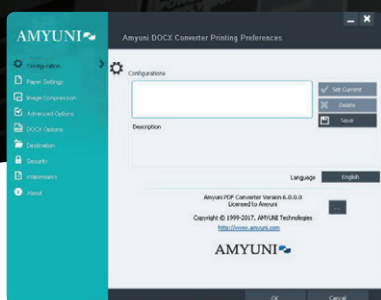 AMYUNI
Amyuni DOCX Converter Printing Preferences
Configuration
Paper Settings
Image Compression
Advanced Options
DOCX Options
Destination
Security
Watermarks
About
Configurations
Set Current
Delete
Save
Description
Language
English
Amyuni PDF Converter Version 6.0.0.0
Licensed to Amyuni
...
Copyright © 1999-2017, AMYUNI Technologies
http://www.amyuni.com
AMYUNI
OK
Cancel